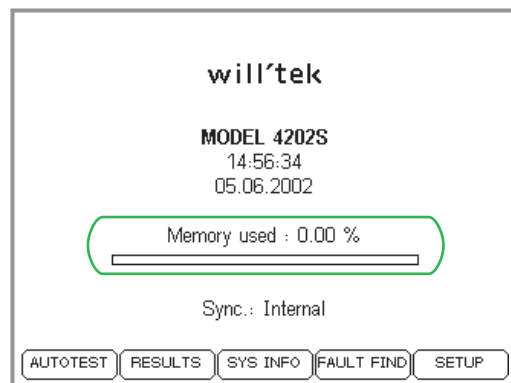 will'tek
MODEL 4202S
14:56:34
05.06.2002
Memory used : 0.00 %
Sync.: Internal
AUTOTEST RESULTS SYS INFO FAULT FIND SETUP